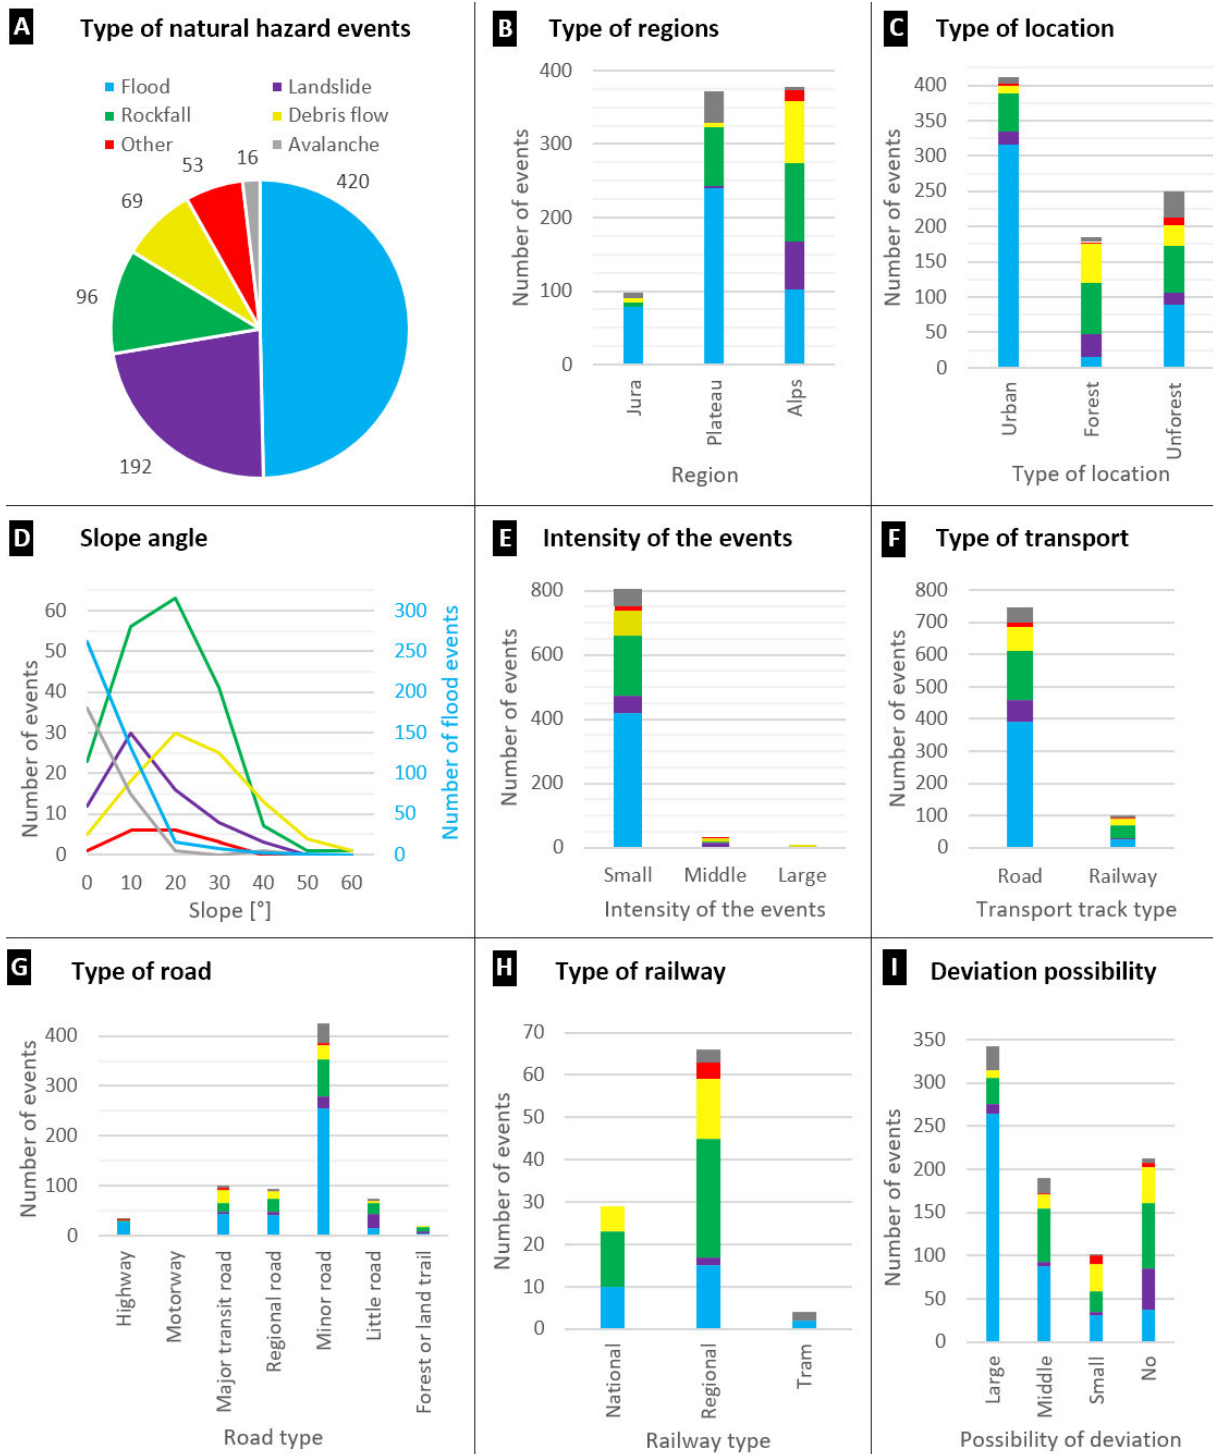 A Type of natural hazard events
Flood
Landslide
Rockfall
Debris flow
Other
Avalanche
53
16
420
69
96
192
B Type of regions
Number of events
400
300
200
100
0
Jura
Plateau
Alps
Region
C Type of location
Number of events
400
350
300
250
200
150
100
50
0
Urban
Forest
Unforest
Type of location
D Slope angle
Number of events
60
50
40
30
20
10
0
300
250
200
150
100
50
0
Number of flood events
0 10 20 30 40 50 60
Slope [°]
E Intensity of the events
Number of events
800
600
400
200
0
Small Middle Large
Intensity of the events
F Type of transport
Number of events
800
700
600
500
400
300
200
100
0
Road Railway
Transport track type
G Type of road
Number of events
400
300
200
100
0
Highway
Motorway
Major transit road
Regional road
Minor road
Little road
Forest or land trail
Road type
H Type of railway
Number of events
70
60
50
40
30
20
10
0
National
Regional
Tram
Railway type
I Deviation possibility
Number of events
350
300
250
200
150
100
50
0
Large
Middle
Small
No
Possibility of deviation